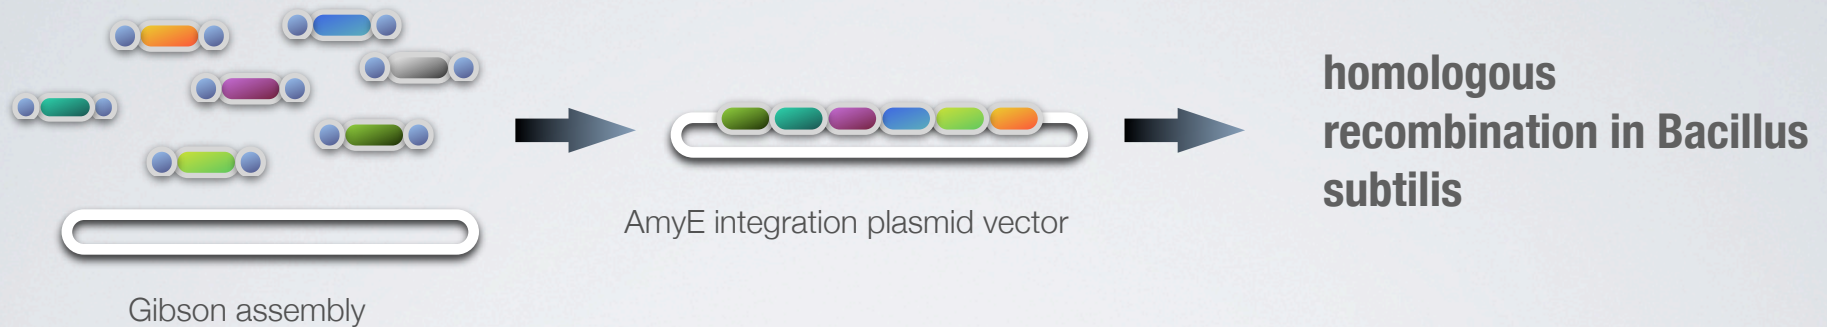 homologous
recombination in Bacillus
subtilis
AmyE integration plasmid vector
Gibson assembly